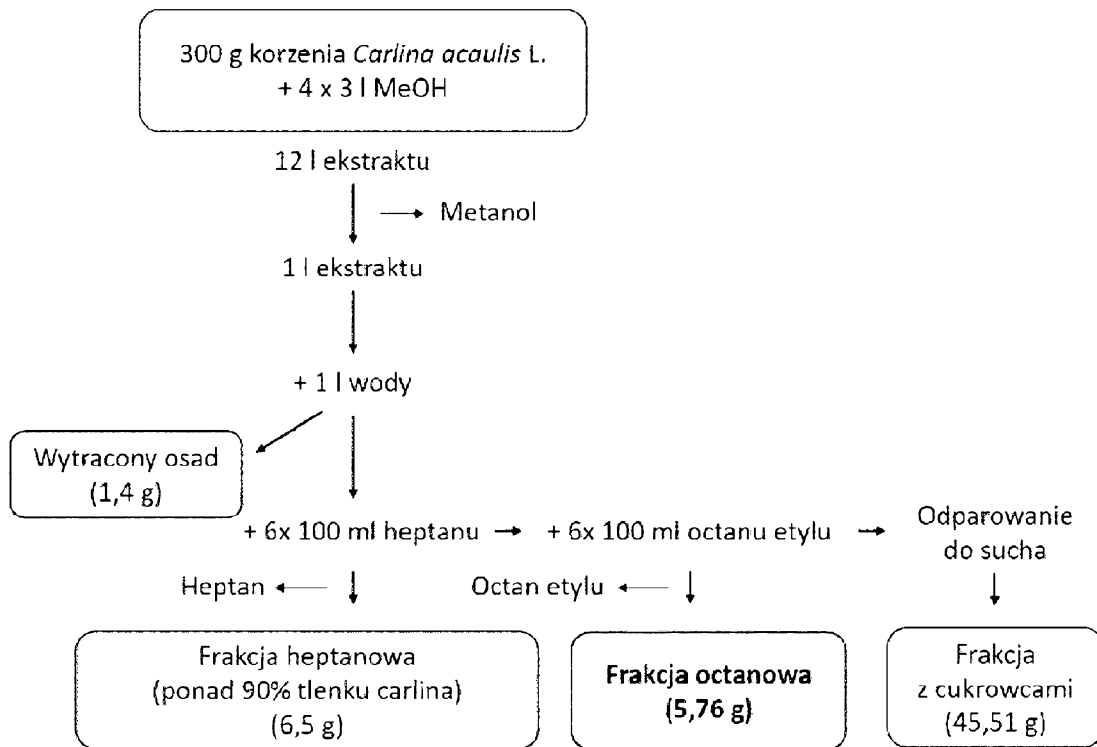 300 g korzenia Carlina acaulis L.
+ 4 x 3 l MeOH
12 l ekstraktu
Metanol
1 l ekstraktu
+ 1 l wody
Wytracony osad
(1,4 g)
+ 6x 100 ml heptanu
+ 6x 100 ml octanu etylu
Odparowanie
do sucha
Heptan
Octan etylu
Frakcja heptanowa
(ponad 90% tlenku carlina)
(6,5 g)
Frakcja octanowa
(5,76 g)
Frakcja
z cukrowcami
(45,51 g)